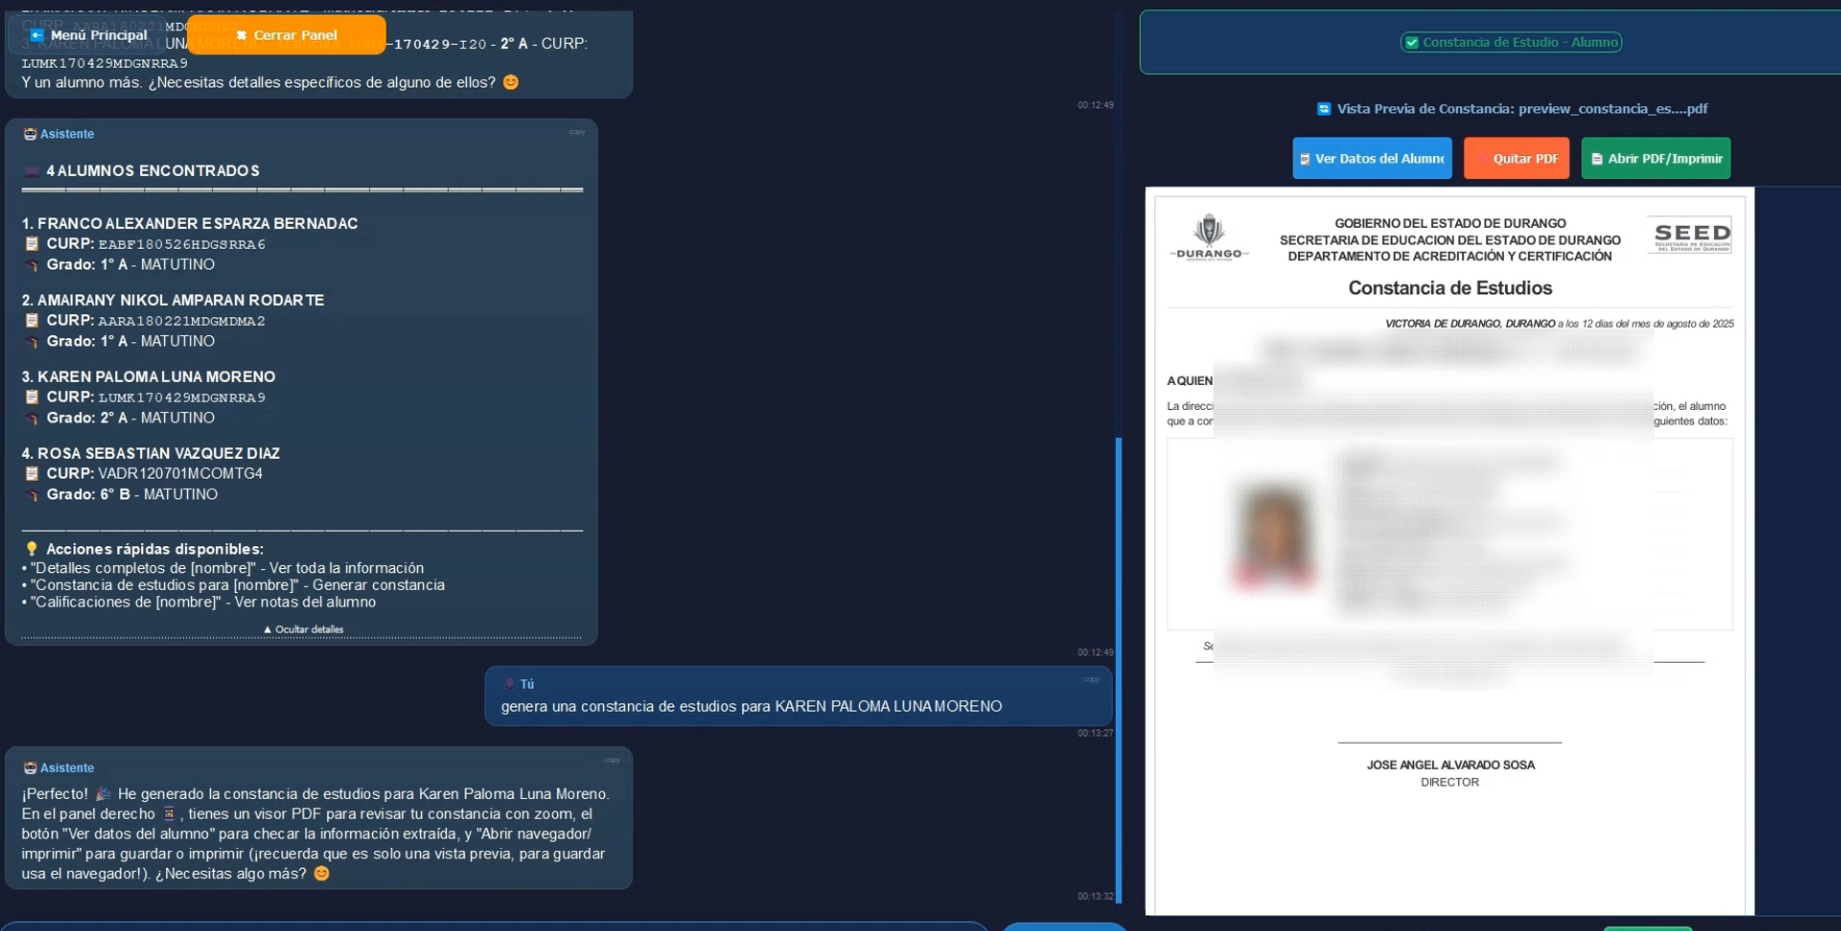 Menú Principal
✖ Cerrar Panel
-170429-I20 - 2° A - CURP:
LUMK170429MDGNRRA9
Y un alumno más. ¿Necesitas detalles específicos de alguno de ellos? 😊
00:12:49
Asistente
copy
4 ALUMNOS ENCONTRADOS
1. FRANCO ALEXANDER ESPARZA BERNADAC
CURP: EABF180526HDGSRRA6
Grado: 1° A - MATUTINO
2. AMAIRANY NIKOL AMPARAN RODARTE
CURP: AARA180221MDGMDMA2
Grado: 1° A - MATUTINO
3. KAREN PALOMA LUNA MORENO
CURP: LUMK170429MDGNRRA9
Grado: 2° A - MATUTINO
4. ROSA SEBASTIAN VAZQUEZ DIAZ
CURP: VADR120701MCOMTG4
Grado: 6° B - MATUTINO
Acciones rápidas disponibles:
• "Detalles completos de [nombre]" - Ver toda la información
• "Constancia de estudios para [nombre]" - Generar constancia
• "Calificaciones de [nombre]" - Ver notas del alumno
▲ Ocultar detalles
00:12:49
Tú
copy
genera una constancia de estudios para KAREN PALOMA LUNA MORENO
00:13:27
Asistente
copy
¡Perfecto! 🎉 He generado la constancia de estudios para Karen Paloma Luna Moreno.
En el panel derecho , tienes un visor PDF para revisar tu constancia con zoom, el
botón "Ver datos del alumno" para checar la información extraída, y "Abrir navegador/
imprimir" para guardar o imprimir (¡recuerda que es solo una vista previa, para guardar
usa el navegador!). ¿Necesitas algo más? 😊
00:13:32
✅ Constancia de Estudio - Alumno
Vista Previa de Constancia: preview_constancia_es....pdf
Ver Datos del Alumno
Quitar PDF
Abrir PDF/Imprimir
DURANGO
GOBIERNO DEL ESTADO DE DURANGO
SECRETARIA DE EDUCACION DEL ESTADO DE DURANGO
DEPARTAMENTO DE ACREDITACIÓN Y CERTIFICACIÓN
SEED
SECRETARÍA DE EDUCACIÓN
DEL ESTADO DE DURANGO
Constancia de Estudios
VICTORIA DE DURANGO, DURANGO a los 12 días del mes de agosto de 2025
A QUIEN
La direcc
ción, el alumno
que a cor
guientes datos:
Se
JOSE ANGEL ALVARADO SOSA
DIRECTOR